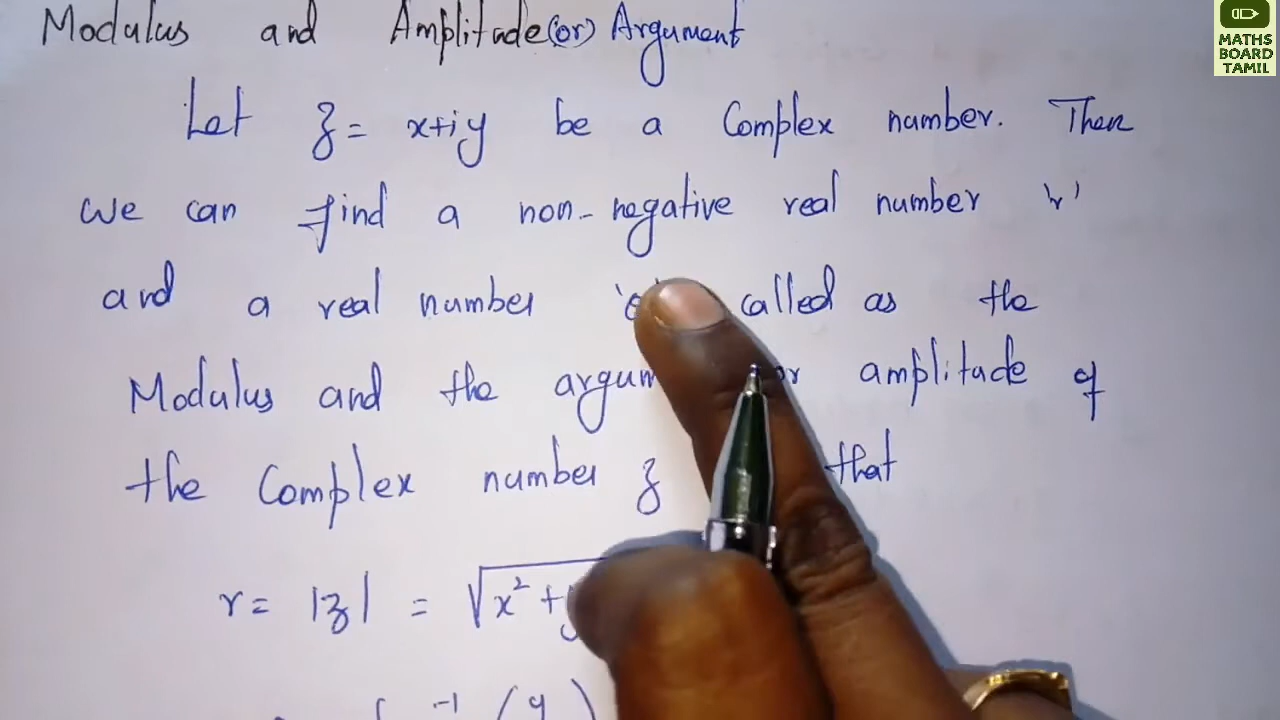 Modulus and Amplitude (or) Argument
MATHS
BOARD
TAMIL
Let z = x+iy be a Complex number. Then
we can find a non-negative real number 'r'
and a real number called as the
Modulus and the or amplitude of
the Complex number z that
r = |z| = √x² +
-1 (y